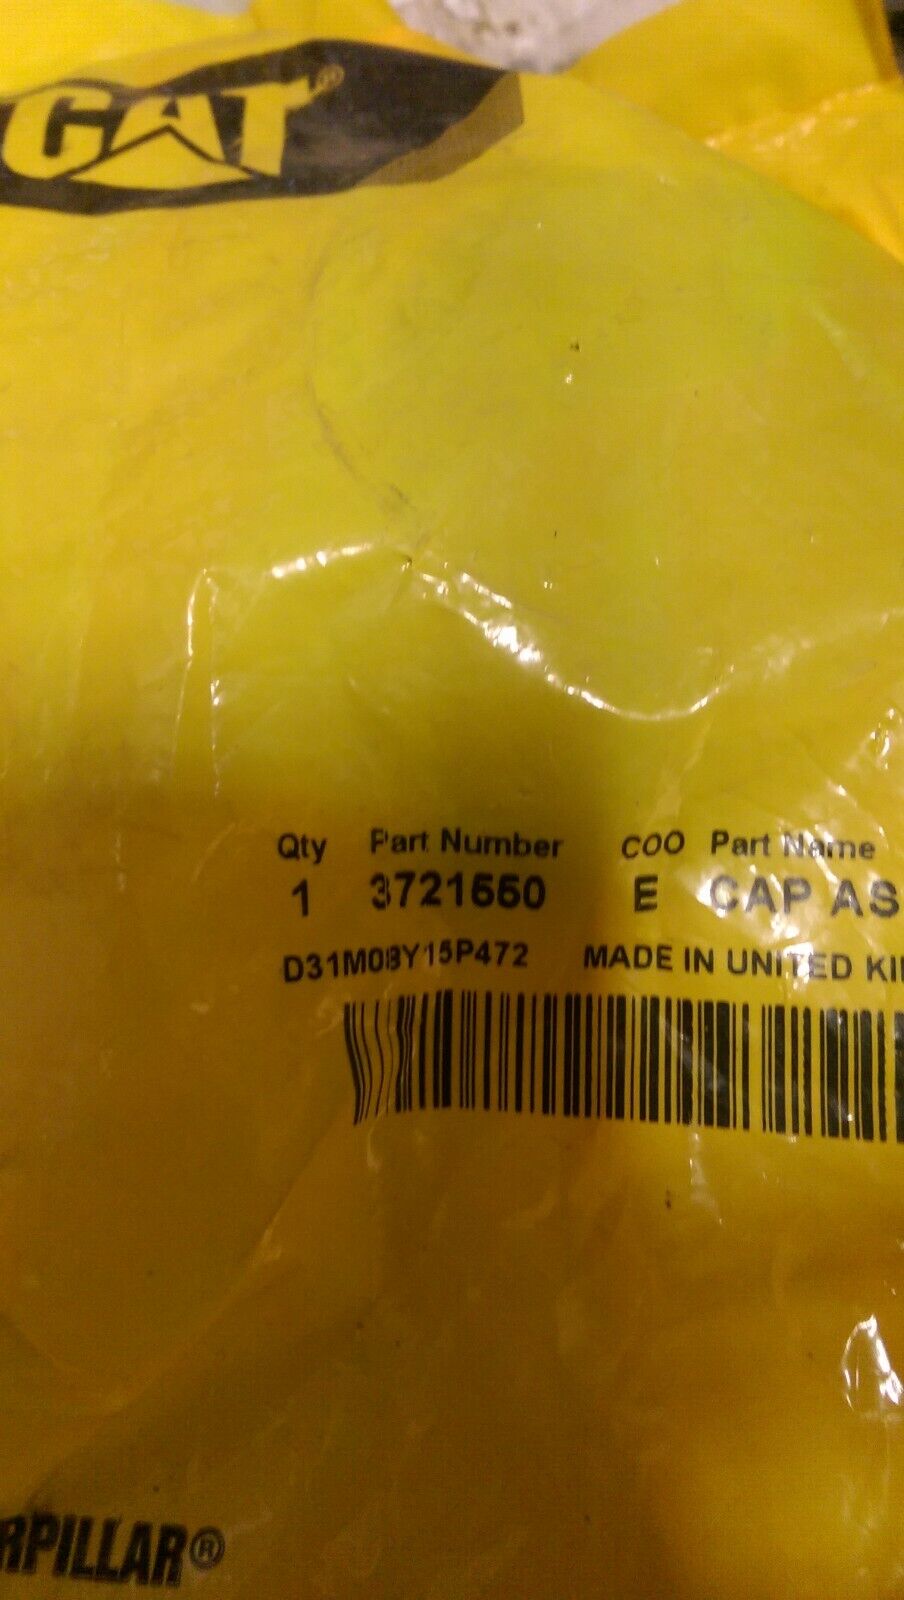 CAT®
Qty Part Number COO Part Name
1 3721550 E CAP AS
D31M08Y15P472 MADE IN UNITED KI
RPILLAR®